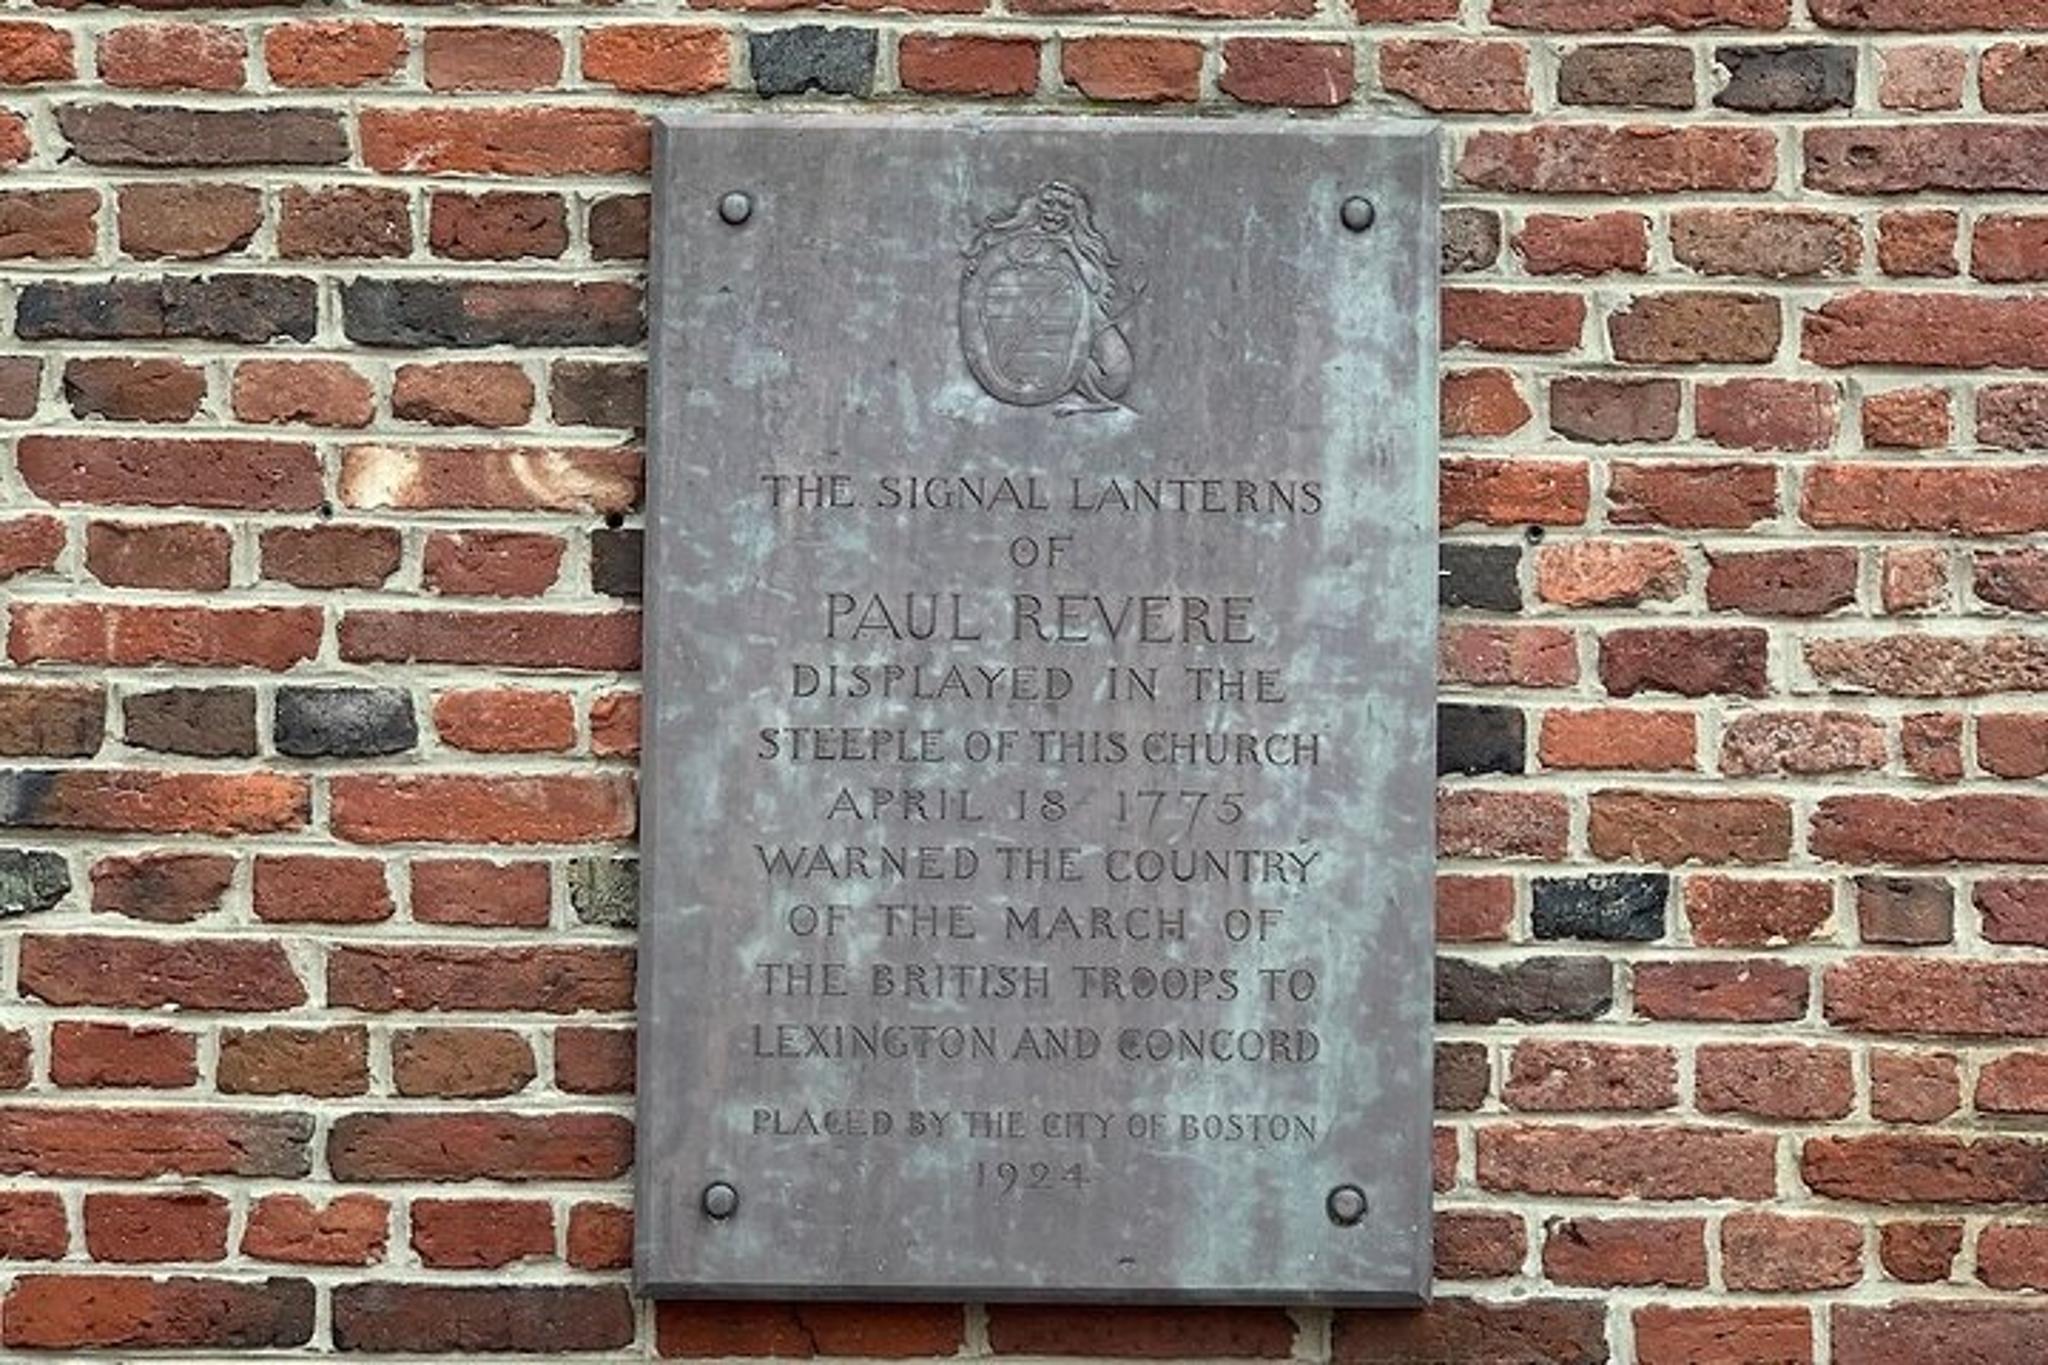 THE SIGNAL LANTERNS
OF
PAUL REVERE
DISPLAYED IN THE
STEEPLE OF THIS CHURCH
APRIL 18 1775
WARNED THE COUNTRY
OF THE MARCH OF
THE BRITISH TROOPS TO
LEXINGTON AND CONCORD
PLACED BY THE CITY OF BOSTON
1924